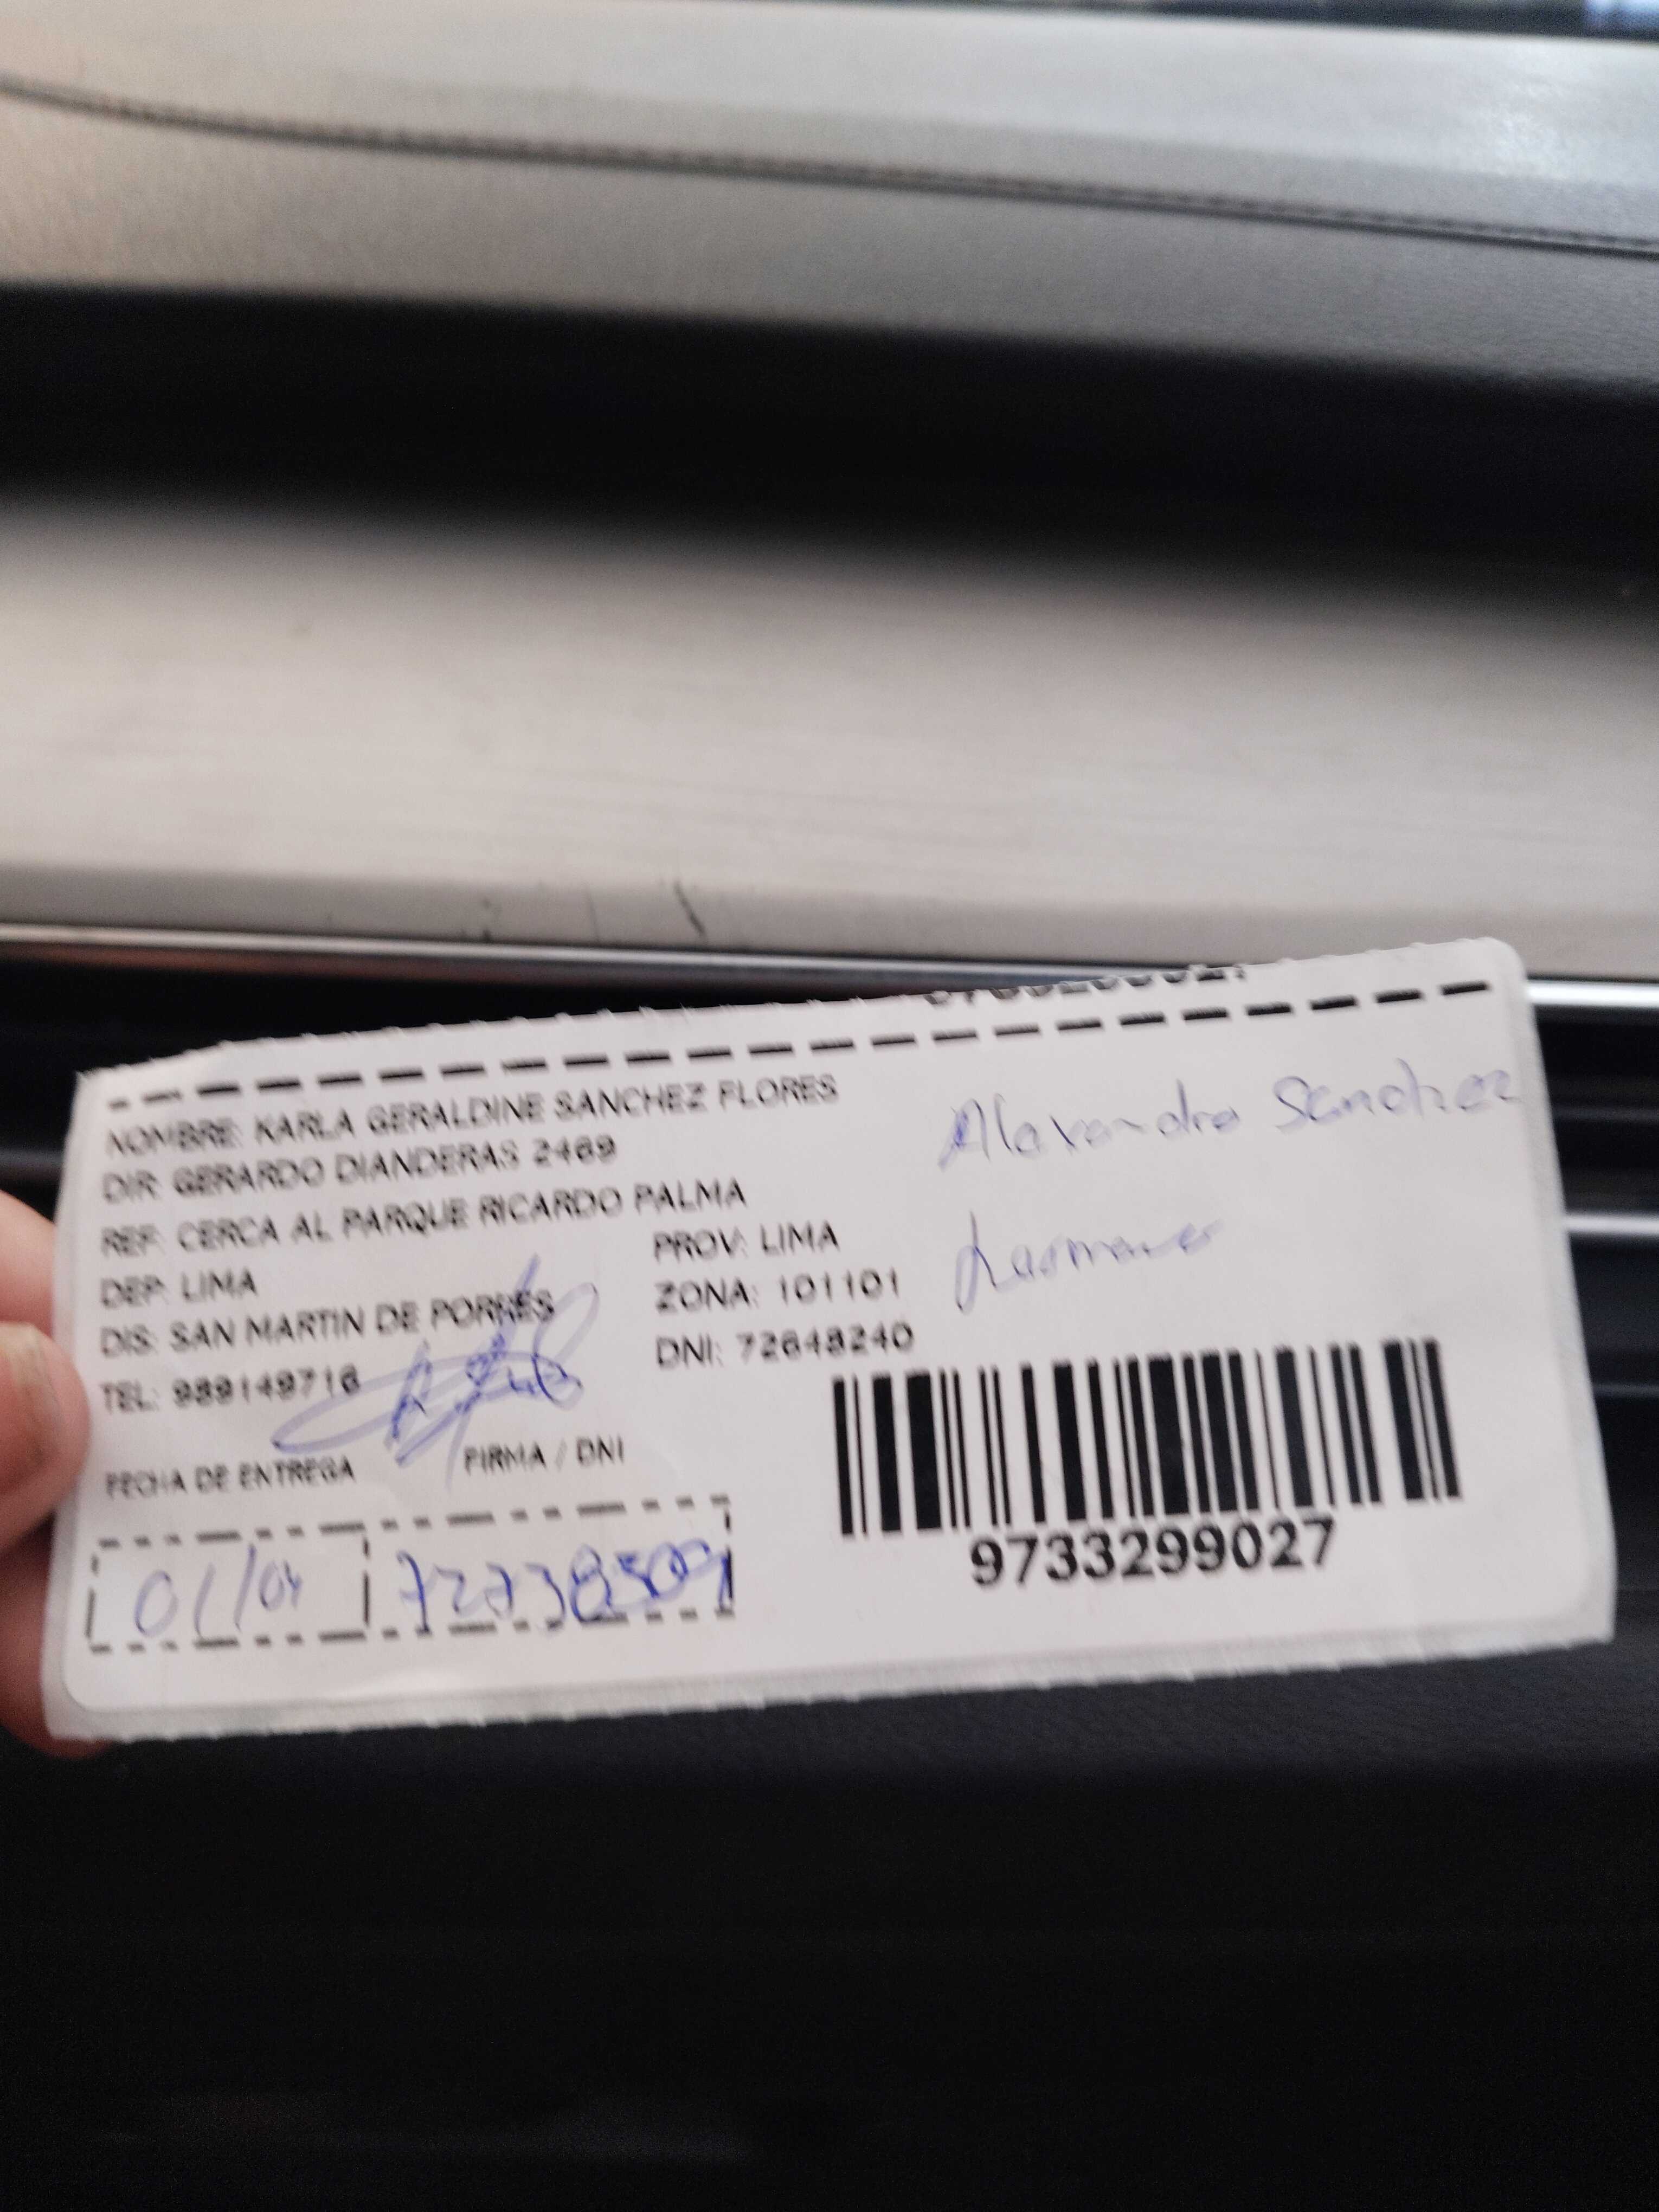 NOMBRE: KARLA GERALDINE SANCHEZ FLORES
DIR: GERARDO DIANDERAS 2469
REF: CERCA AL PARQUE RICARDO PALMA
DEP: LIMA
PROV: LIMA
DIS: SAN MARTIN DE PORRES
ZONA: 101101
TEL: 989149716
DNI: 72648240
Alexandra Sanchez
hermana
FECHA DE ENTREGA
FIRMA / DNI
01/04
9733299027